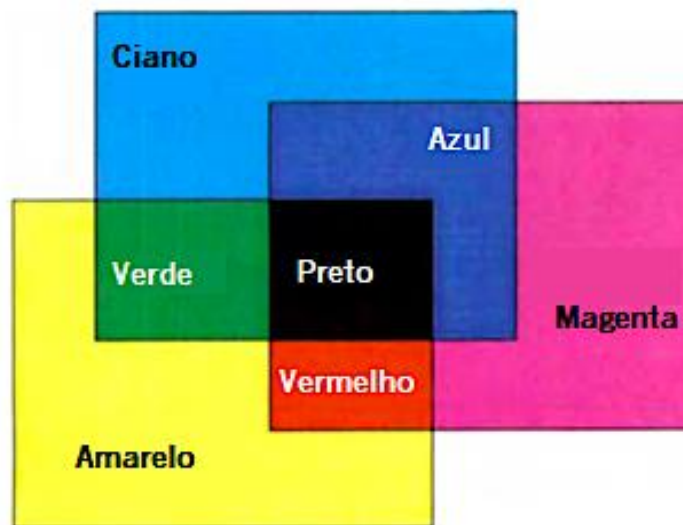 Ciano
Azul
Verde
Preto
Magenta
Vermelho
Amarelo